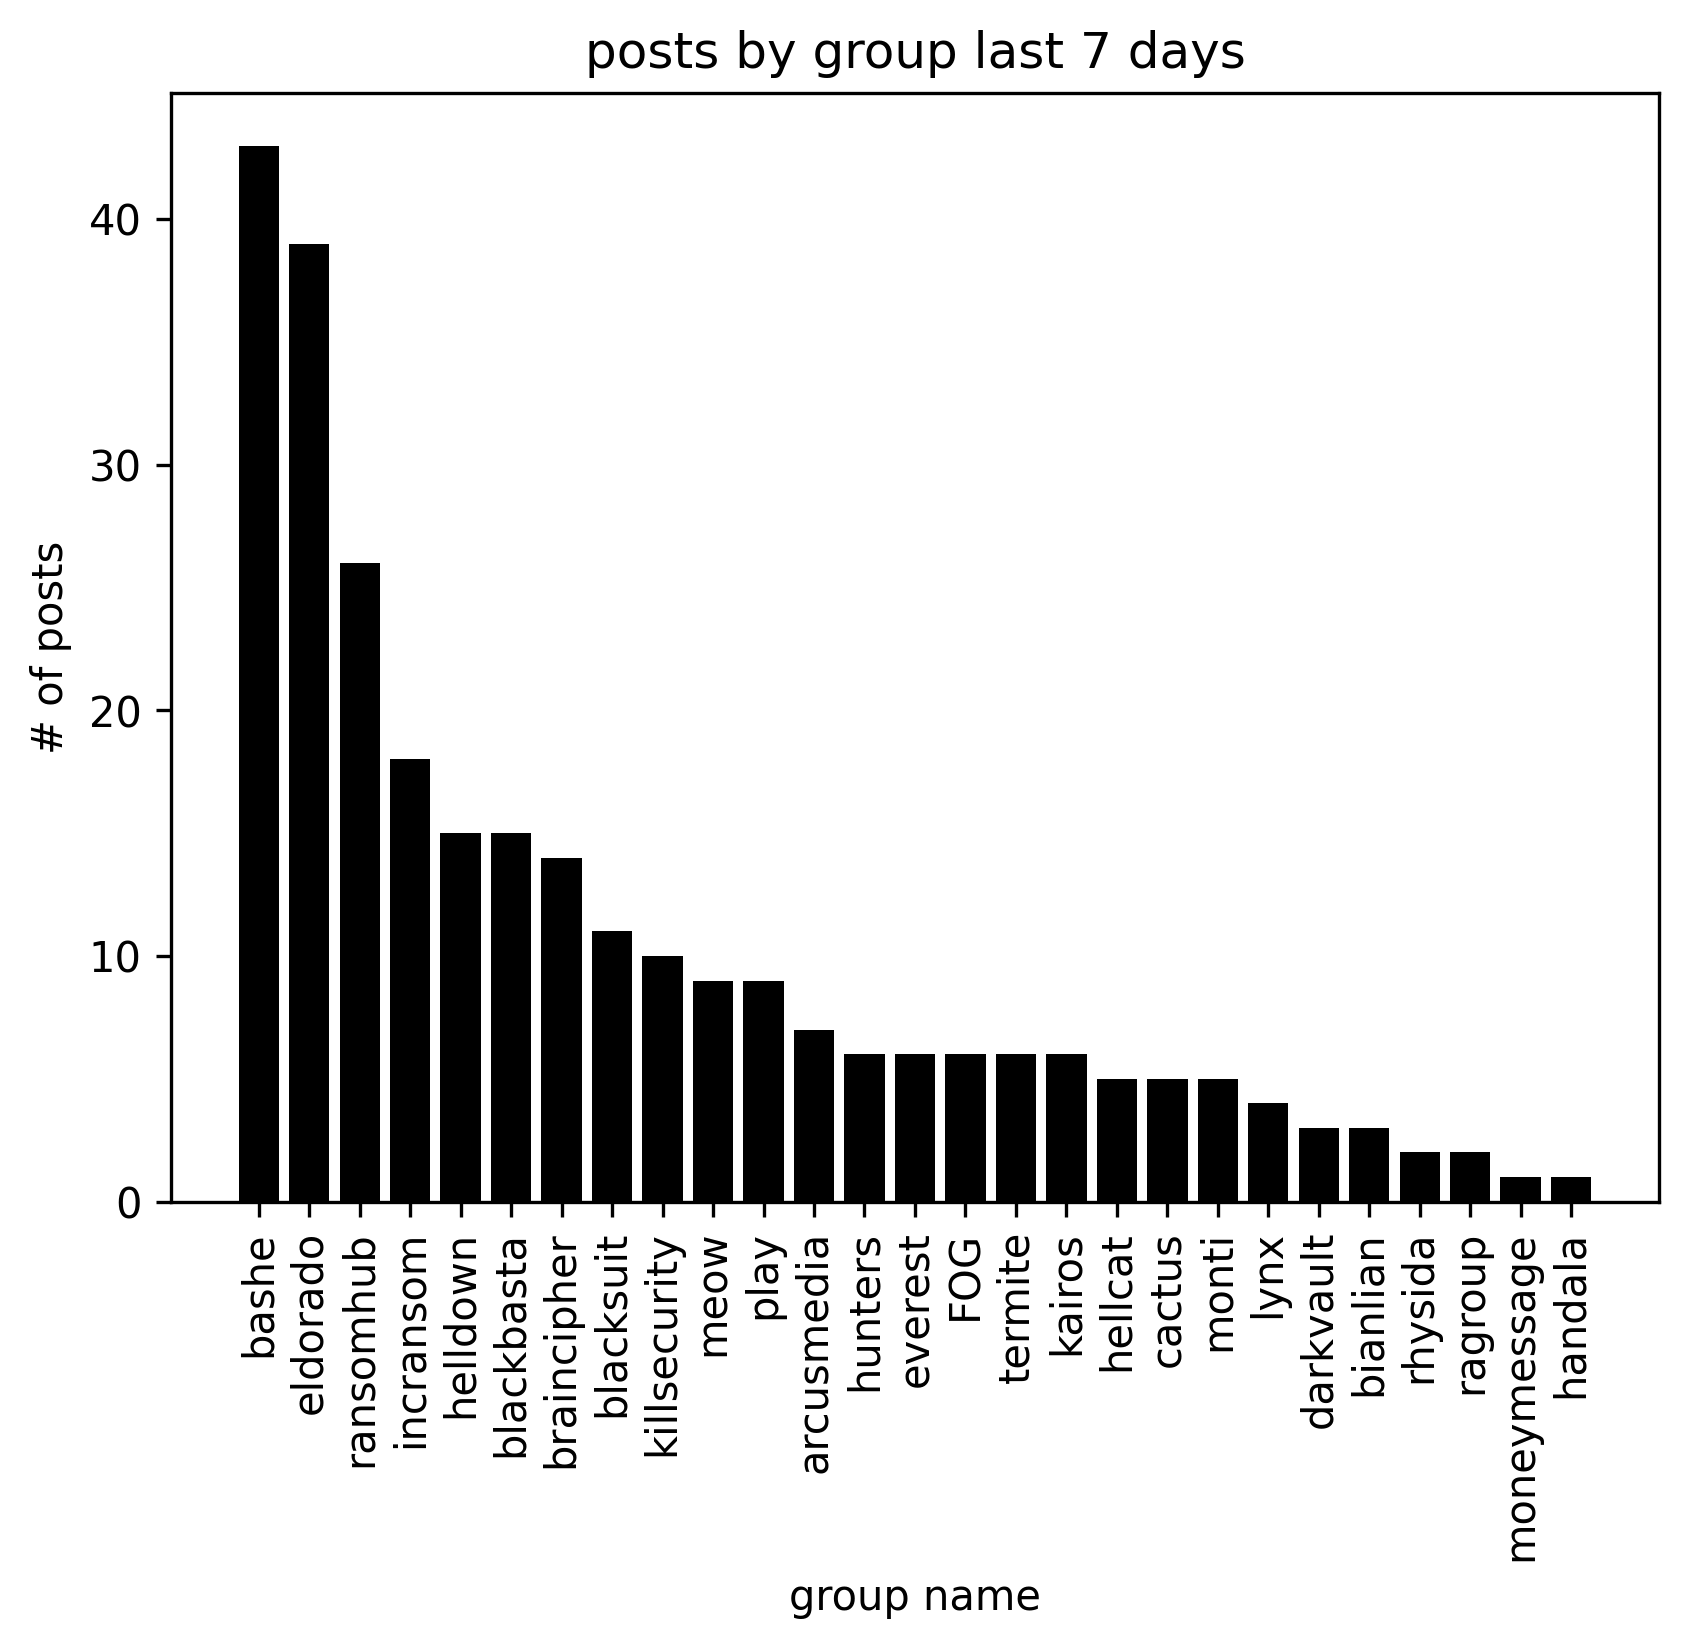 posts by group last 7 days
# of posts
40
30
20
10
0
bashe
eldorado
ransomhub
incransom
helldown
blackbasta
braincipher
blacksuit
killsecurity
meow
play
arcusmedia
hunters
everest
FOG
termite
kairos
hellcat
cactus
monti
lynx
darkvault
bianlian
rhysida
ragroup
moneymessage
handala
group name